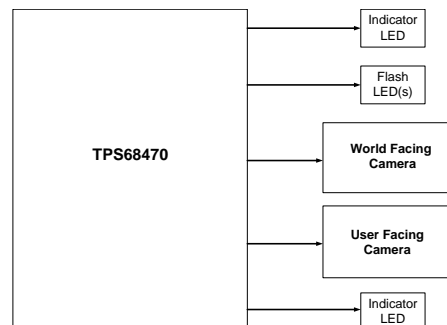 Indicator
LED
Flash
LED(s)
TPS68470
World Facing
Camera
User Facing
Camera
Indicator
LED